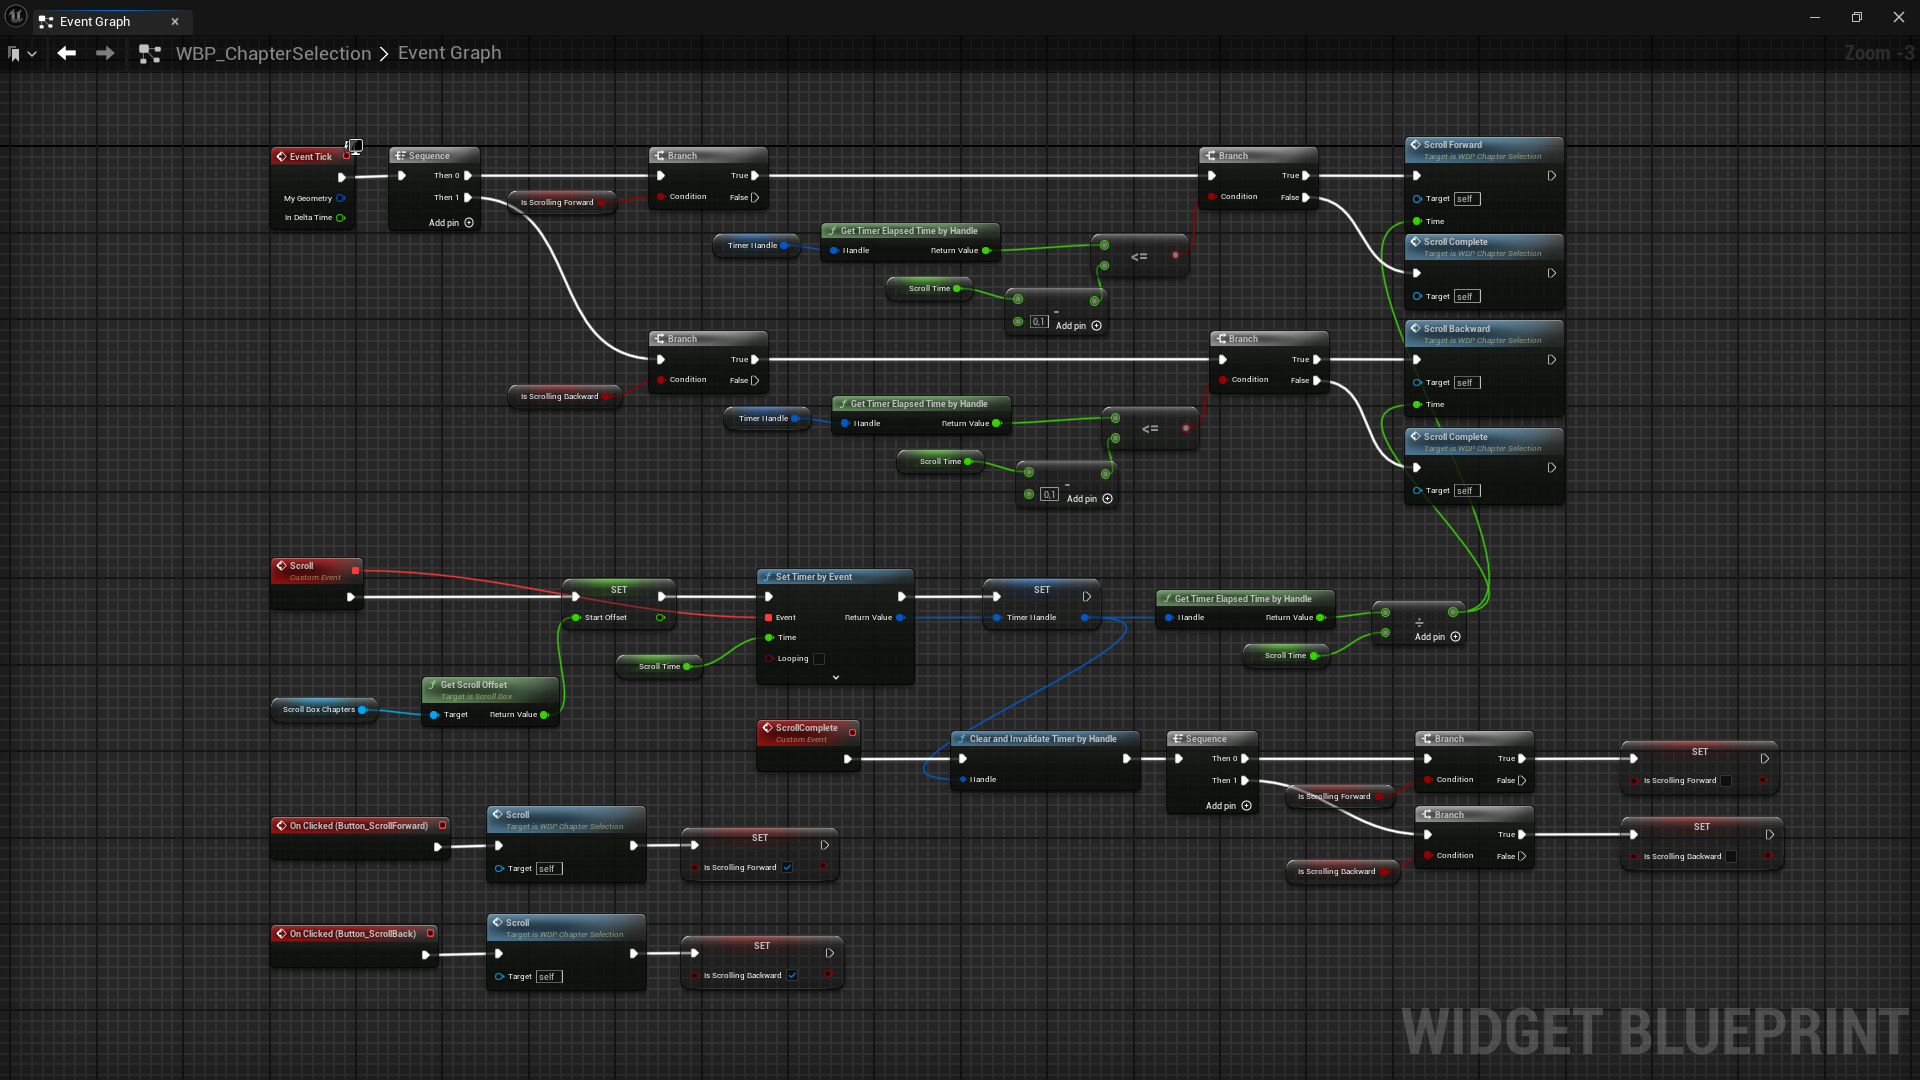 Event Graph
WBP_ChapterSelection > Event Graph
Zoom -3
Event Tick
My Geometry
In Delta Time
Sequence
Then 0
Then 1
Add pin
Is Scrolling Forward
Branch
True
Condition
False
Branch
True
Condition
False
Scroll Forward
Target is WDP Chapter Selection
Target self
Time
Timer Handle
Get Timer Elapsed Time by Handle
Handle
Return Value
<=
Scroll Time
-
0,1
Add pin
Scroll Complete
Target is WDP Chapter Selection
Target self
Branch
True
Condition
False
Is Scrolling Backward
Branch
True
Condition
False
Scroll Backward
Target is WDP Chapter Selection
Target self
Time
Timer Handle
Get Timer Elapsed Time by Handle
Handle
Return Value
<=
Scroll Time
-
0,1
Add pin
Scroll Complete
Target is WDP Chapter Selection
Target self
Scroll
Custom Event
SET
Start Offset
Set Timer by Event
Event
Return Value
Time
Looping
Scroll Time
SET
Timer Handle
Get Timer Elapsed Time by Handle
Handle
Return Value
÷
Add pin
Scroll Time
Scroll Box Chapters
Get Scroll Offset
Target is Scroll Box
Target
Return Value
ScrollComplete
Custom Event
Clear and Invalidate Timer by Handle
Handle
Sequence
Then 0
Then 1
Add pin
Is Scrolling Forward
Branch
True
Condition
False
SET
Is Scrolling Forward
Branch
True
Condition
False
Is Scrolling Backward
SET
Is Scrolling Backward
On Clicked (Button_ScrollForward)
Scroll
Target is WDP Chapter Selection
Target self
SET
Is Scrolling Forward
On Clicked (Button_ScrollBack)
Scroll
Target is WDP Chapter Selection
Target self
SET
Is Scrolling Backward
WIDGET BLUEPRINT